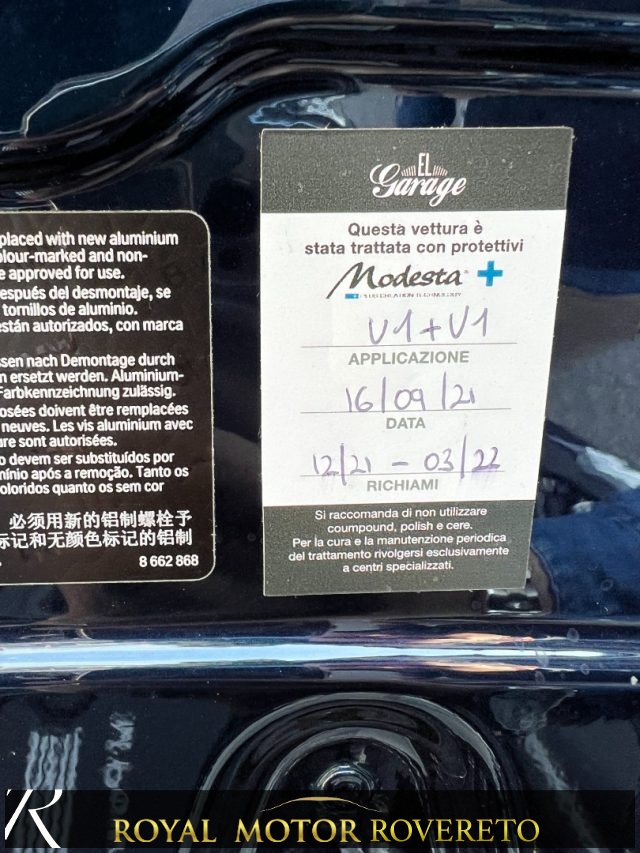 placed with new aluminium
olour-marked and non-
e approved for use.
después del desmontaje, se
tornillos de aluminio.
están autorizados, con marca
ssen nach Demontage durch
n ersetzt werden. Aluminium-
Farbkennzeichnung zulässig.
osées doivent être remplacées
neuves. Les vis aluminium avec
ure sont autorisées.
o devem ser substituídos por
mínio após a remoção. Tanto os
coloridos quanto os sem cor
必须用新的铝制螺栓予
标记和无颜色标记的铝制
8 662 868
EL
Garage
Questa vettura è
stata trattata con protettivi
Modesta +
V1+V1
APPLICAZIONE
16/09/21
DATA
12/21 - 03/22
RICHIAMI
Si raccomanda di non utilizzare
coumpound, polish e cere.
Per la cura e la manutenzione periodica
del trattamento rivolgersi esclusivamente
a centri specializzati.
R
ROYAL MOTOR ROVERETO